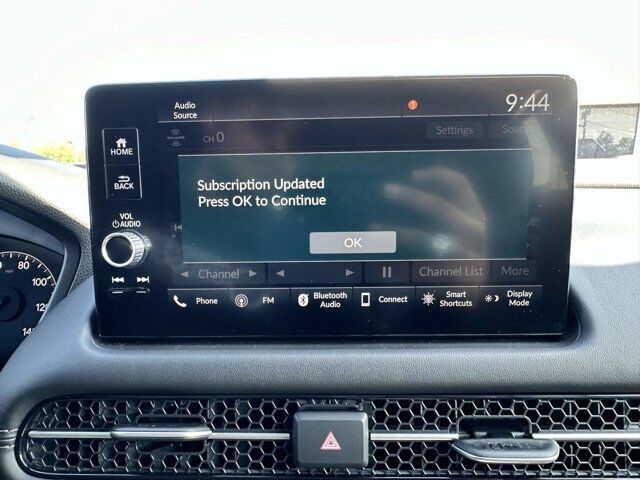 Audio
Source
1
9:44
HOME
CH 0
Settings
Sound
BACK
Subscription Updated
Press OK to Continue
VOL
AUDIO
OK
Channel
Channel List
More
Phone
FM
Bluetooth
Audio
Connect
Smart
Shortcuts
Display
Mode
80
100